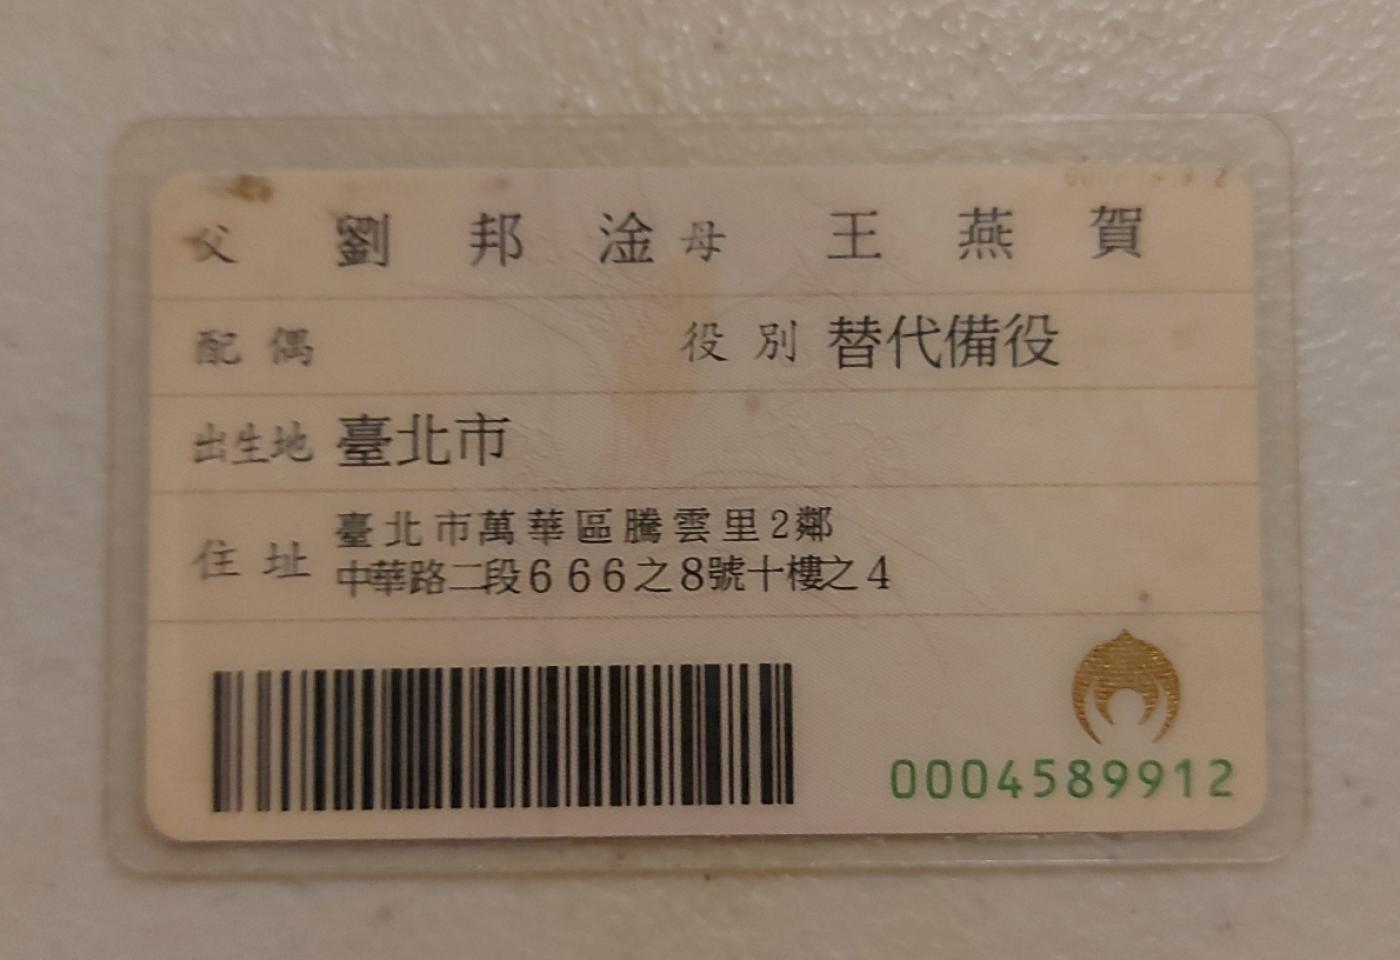 父 劉邦淦 母 王燕賀
配偶 役別 替代備役
出生地 臺北市
住址 臺北市萬華區騰雲里2鄰
中華路二段666之8號十樓之4
0004589912